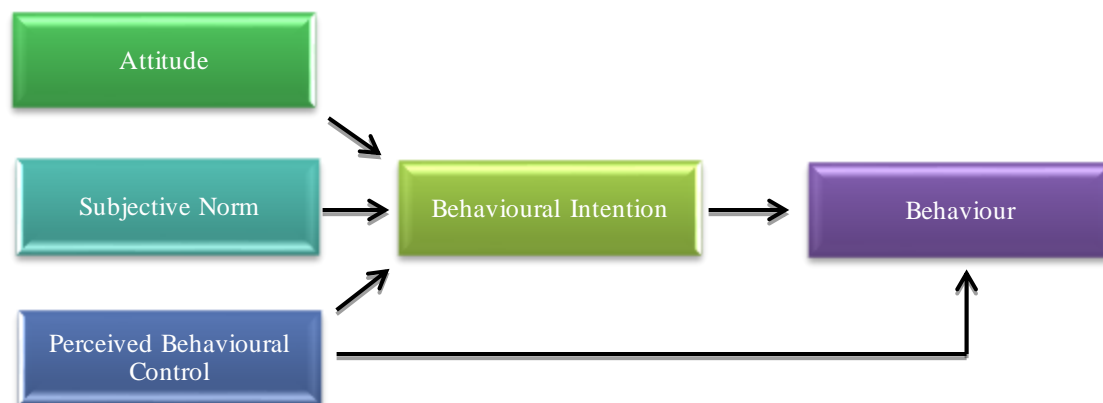 Attitude
Subjective Norm
Behavioural Intention
Behaviour
Perceived Behavioural
Control